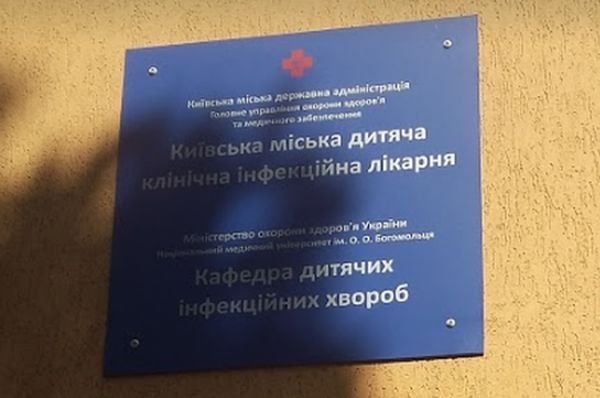 Київська міська державна адміністрація
Головне управління охорони здоров'я
та медичного забезпечення
Київська міська дитяча
клінічна інфекційна лікарня
Міністерство охорони здоров'я України
Національний медичний університет ім. О. О. Богомольця
Кафедра дитячих
інфекційних хвороб